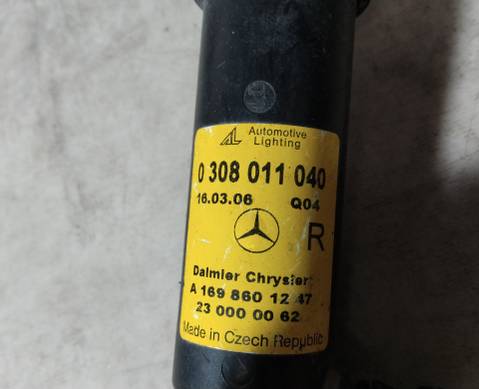 AL Automotive
Lighting
0 308 011 040
16.03.06 Q04
R
Daimler Chrysler
A 169 860 12 47
23 000 00 62
Made in Czech Republic